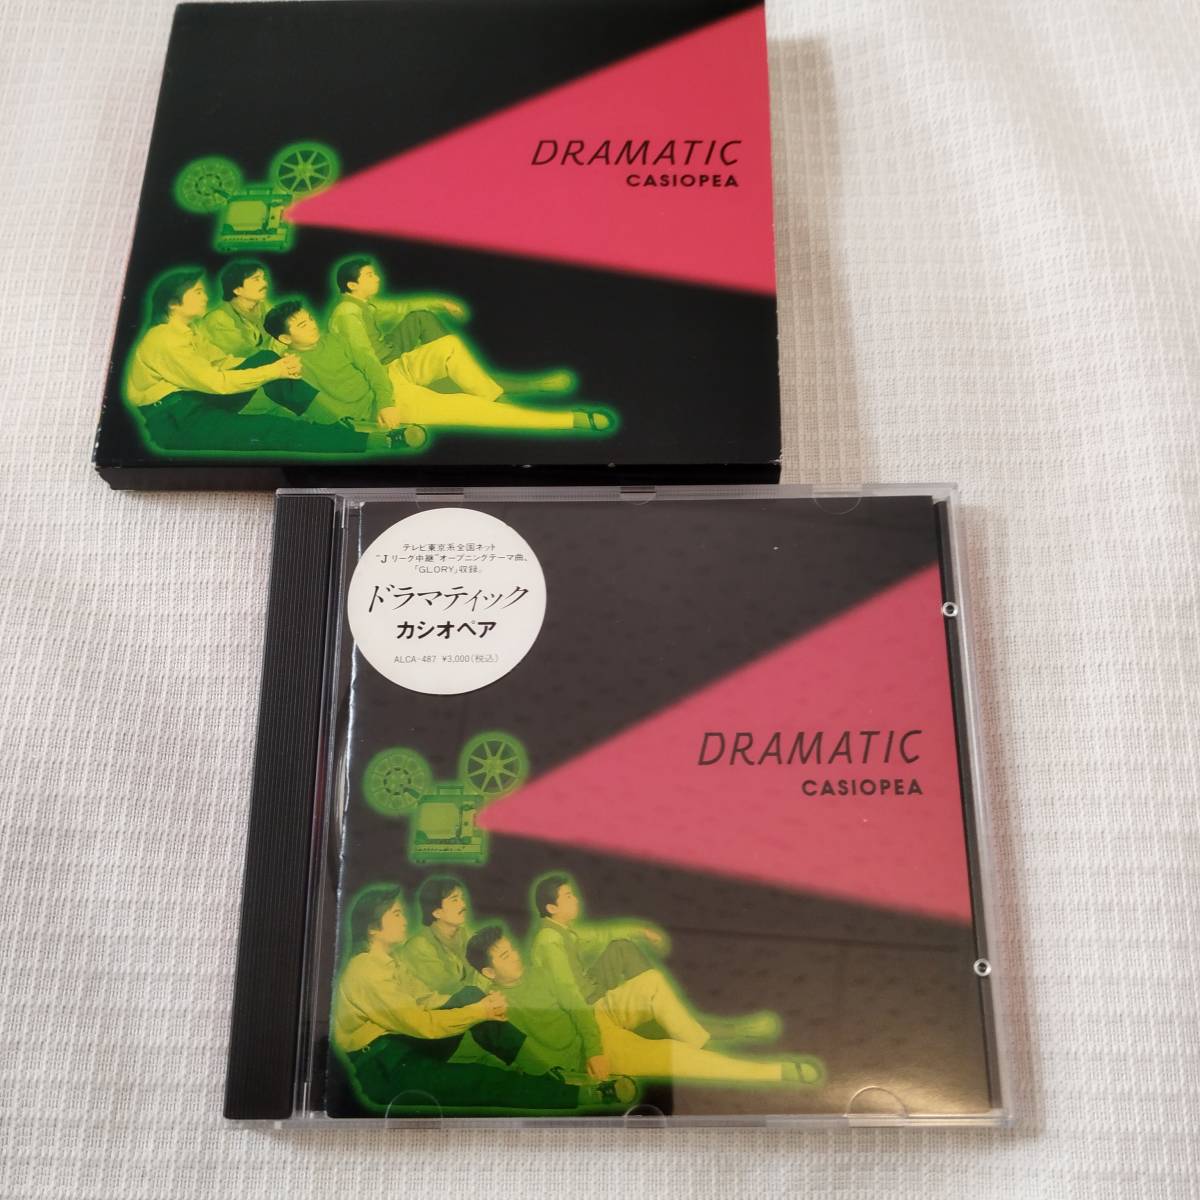 DRAMATIC
CASIOPEA
テレビ東京系全国ネット
"Jリーグ中継"オープニングテーマ曲、
「GLORY」収録。
ドラマティック
カシオペア
ALCA-487 ¥3,000(税込)
DRAMATIC
CASIOPEA